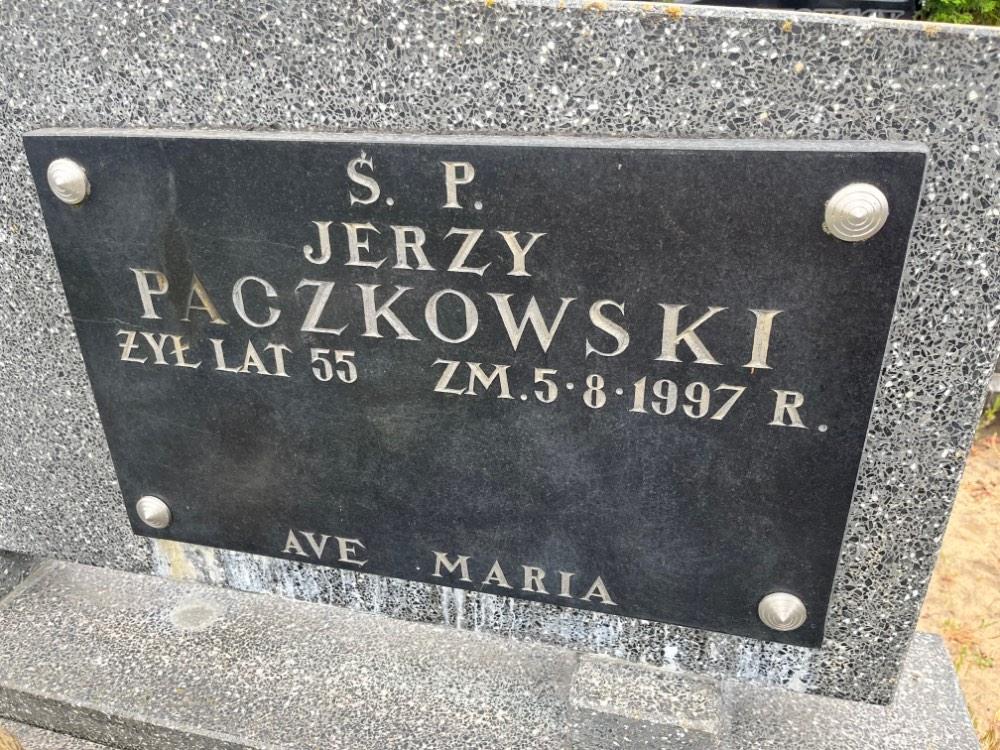 Ś. P.
JERZY
PACZKOWSKI
ŻYŁ LAT 55 ZM. 5·8·1997 R.
AVE MARIA